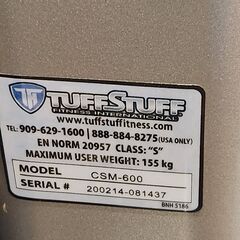 TUFFSTUFF
FITNESS INTERNATIONAL
www.tuffstufffitness.com
TEL: 909-629-1600 | 888-884-8275 (USA ONLY)
EN NORM 20957 CLASS: "S"
MAXIMUM USER WEIGHT: 155 kg
MODEL CSM-600
SERIAL # 200214-081437
BNH 5186